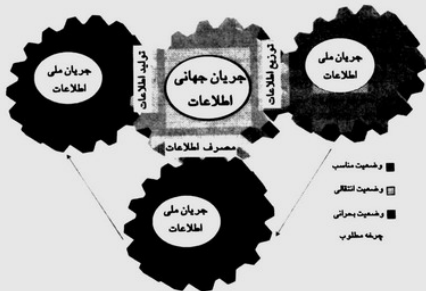 جریان ملی
اطلاعات
توزیع اطلاعات
جریان جهانی
اطلاعات
تولید اطلاعات
جریان ملی
اطلاعات
مصرف اطلاعات
جریان ملی
اطلاعات
وضعیت مناسب
وضعیت انتقالی
وضعیت بحرانی
چرخه مطلوب